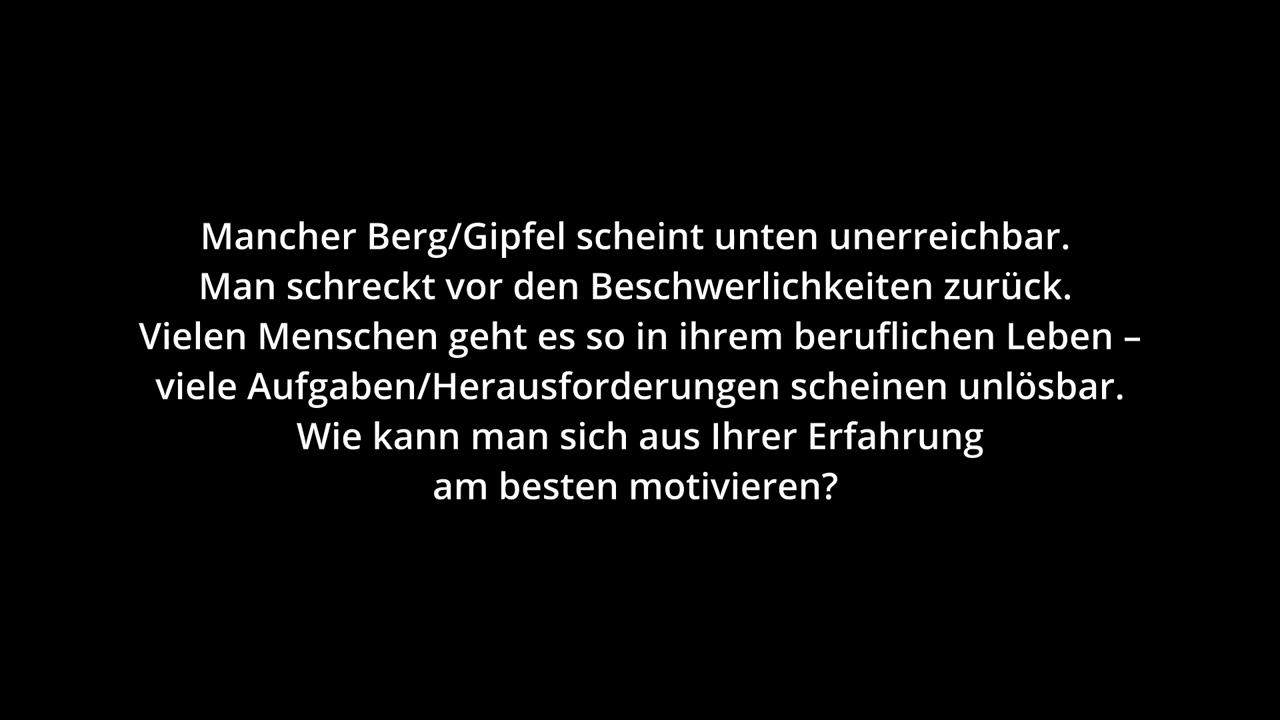 Mancher Berg/Gipfel scheint unten unerreichbar.
Man schreckt vor den Beschwerlichkeiten zurück.
Vielen Menschen geht es so in ihrem beruflichen Leben –
viele Aufgaben/Herausforderungen scheinen unlösbar.
Wie kann man sich aus Ihrer Erfahrung
am besten motivieren?